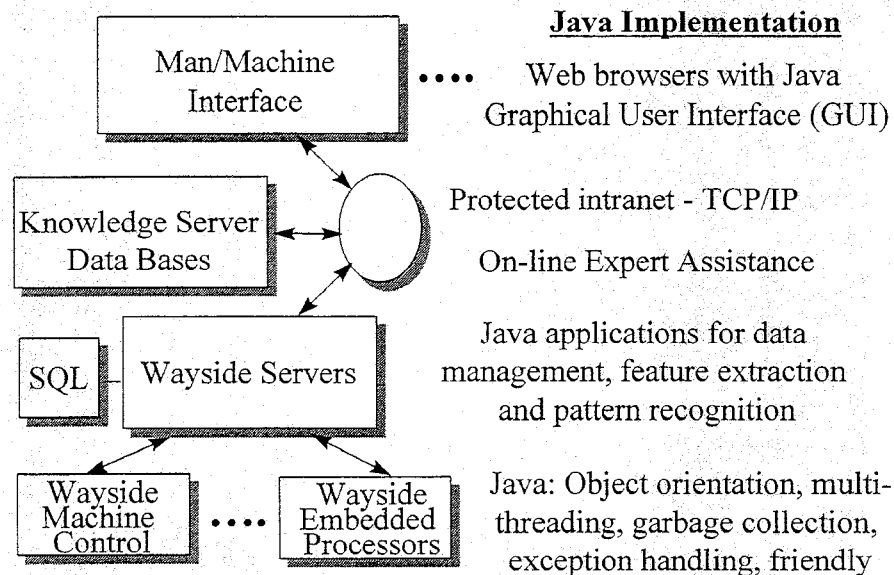 Java Implementation
Man/Machine
Interface
••••
Web browsers with Java
Graphical User Interface (GUI)
Knowledge Server
Data Bases
Protected intranet - TCP/IP
On-line Expert Assistance
SQL
Wayside Servers
Java applications for data
management, feature extraction
and pattern recognition
Wayside
Machine
Control
••••
Wayside
Embedded
Processors
Java: Object orientation, multi-
threading, garbage collection,
exception handling, friendly